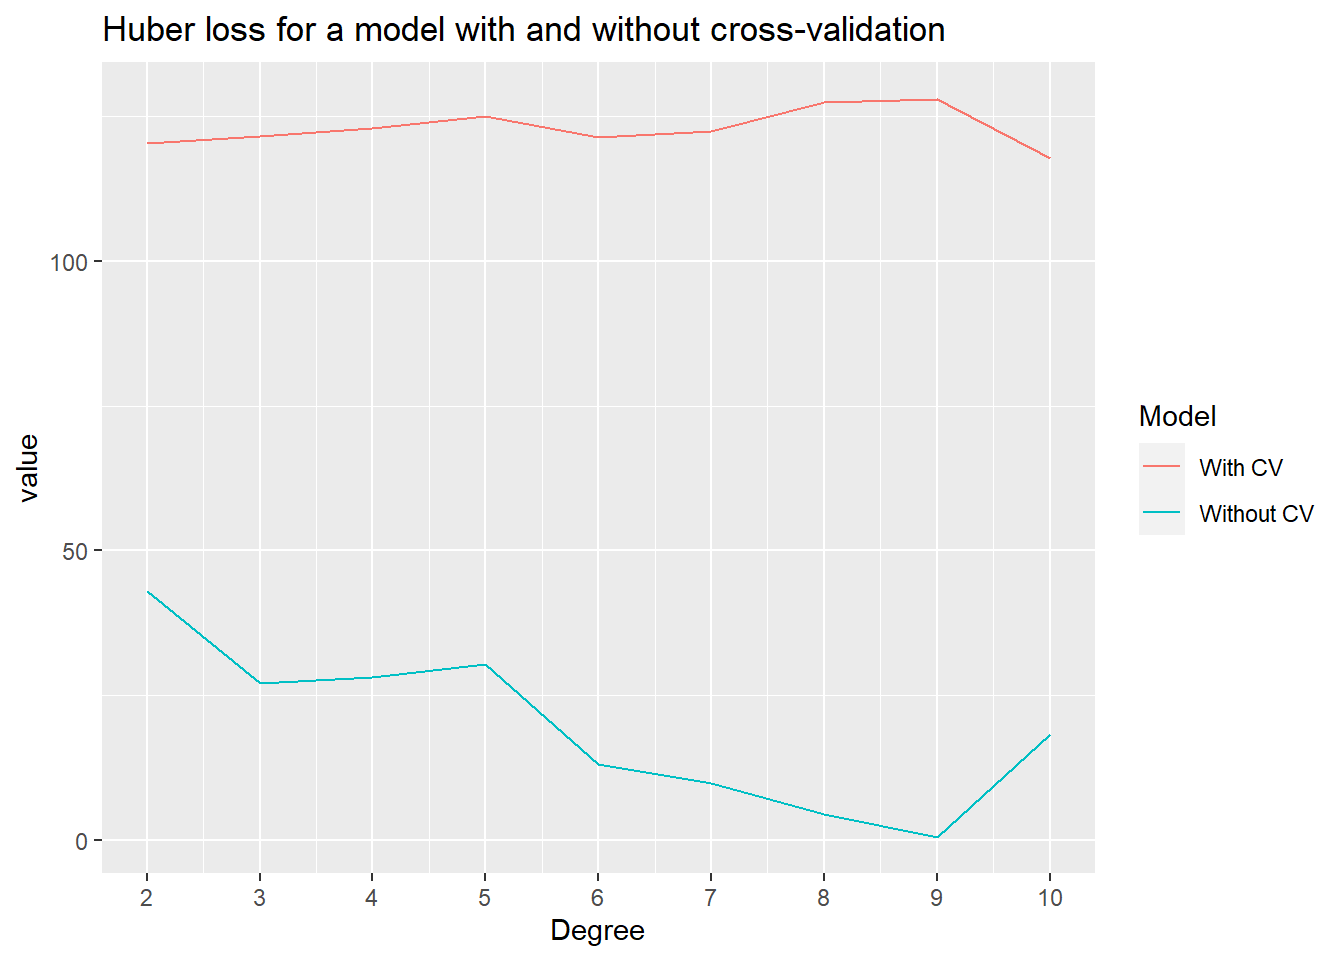 Huber loss for a model with and without cross-validation
value
100
50
0
2 3 4 5 6 7 8 9 10
Degree
Model
With CV
Without CV